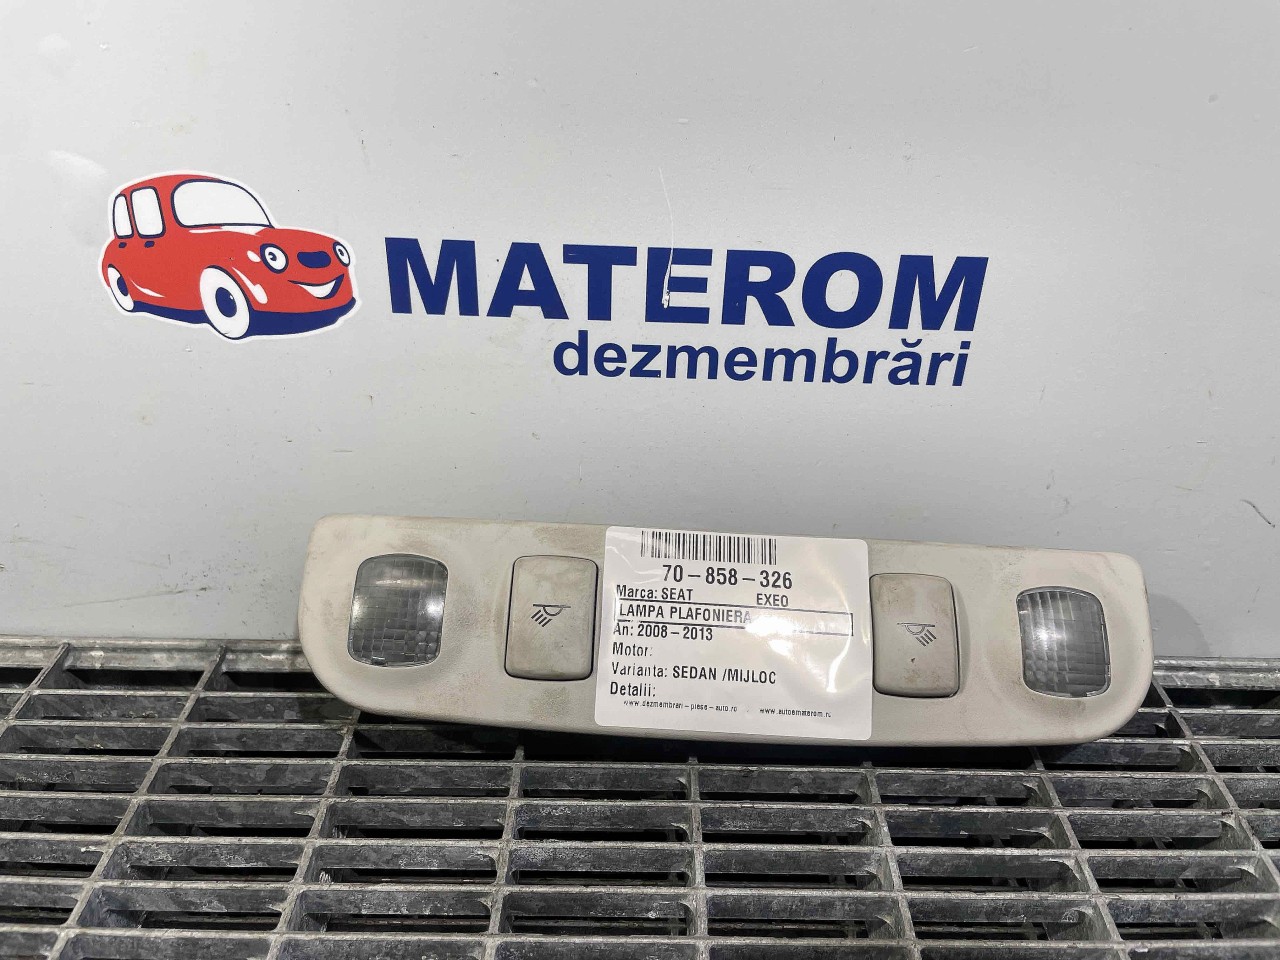 MATEROM
dezmembrări
70-858-326
Marca: SEAT EXEO
LAMPA PLAFONIERA
An: 2008-2013
Motor:
Varianta: SEDAN /MIJLOC
Detalii:
www.dezmembrari-piese-auto.ro www.autoematerom.ro